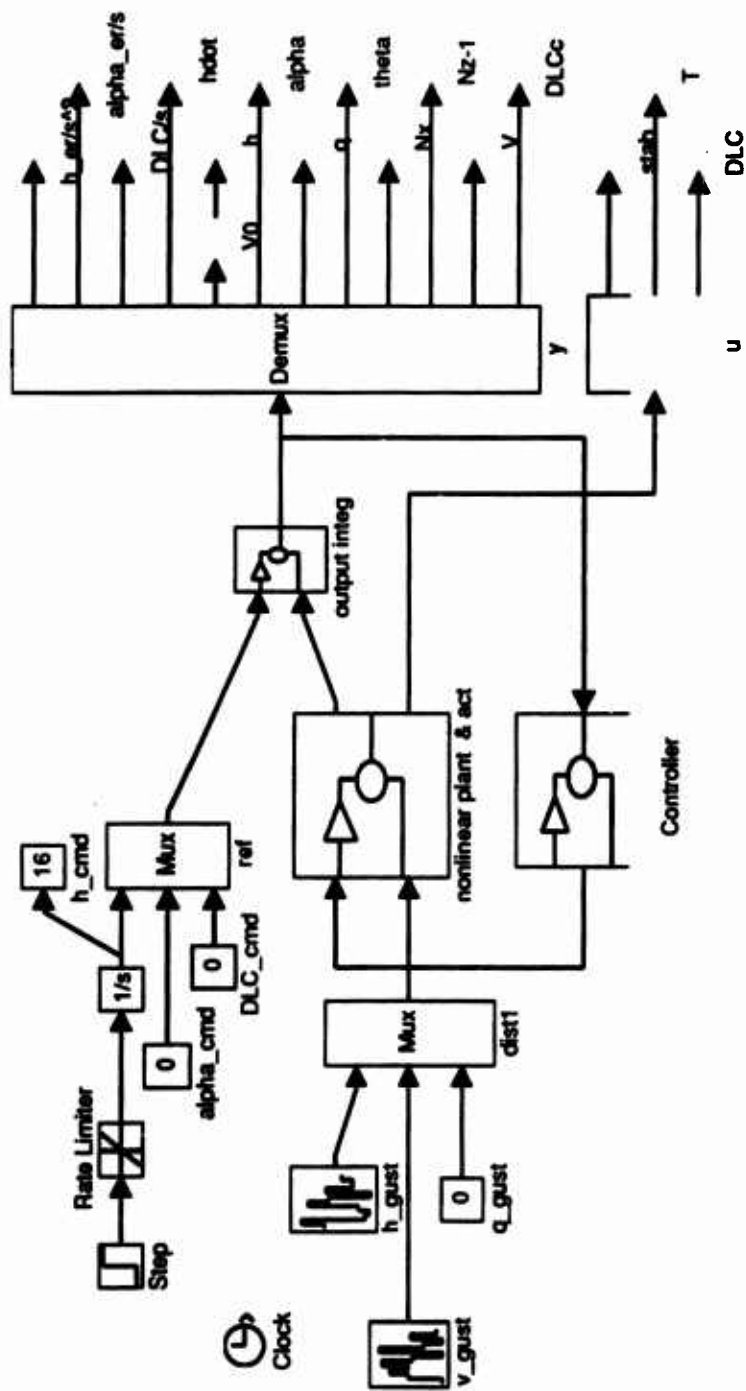 Step
Rate Limiter
1/s
16
h_cmd
0
alpha_cmd
0
DLC_cmd
Mux
ref
Clock
v_gust
h_gust
0
q_gust
Mux
dist1
nonlinear plant & act
Controller
output integ
Demux
y
h_er/s^2
alpha_er/s
DLC/s
hdot
V0
h
alpha
q
theta
Nx
Nz-1
V
DLCc
u
stab
T
DLC